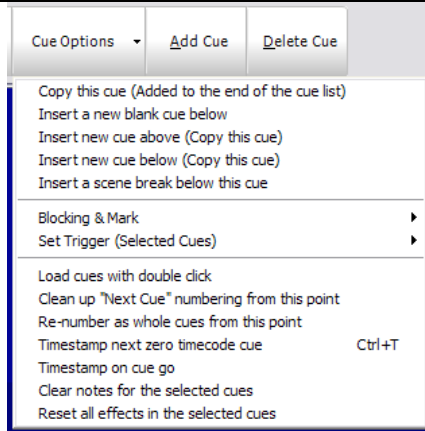 Cue Options Add Cue Delete Cue
Copy this cue (Added to the end of the cue list)
Insert a new blank cue below
Insert new cue above (Copy this cue)
Insert new cue below (Copy this cue)
Insert a scene break below this cue
Blocking & Mark
Set Trigger (Selected Cues)
Load cues with double click
Clean up "Next Cue" numbering from this point
Re-number as whole cues from this point
Timestamp next zero timecode cue Ctrl+T
Timestamp on cue go
Clear notes for the selected cues
Reset all effects in the selected cues